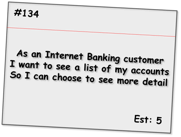 #134
As an Internet Banking customer
I want to see a list of my accounts
So I can choose to see more detail
Est: 5